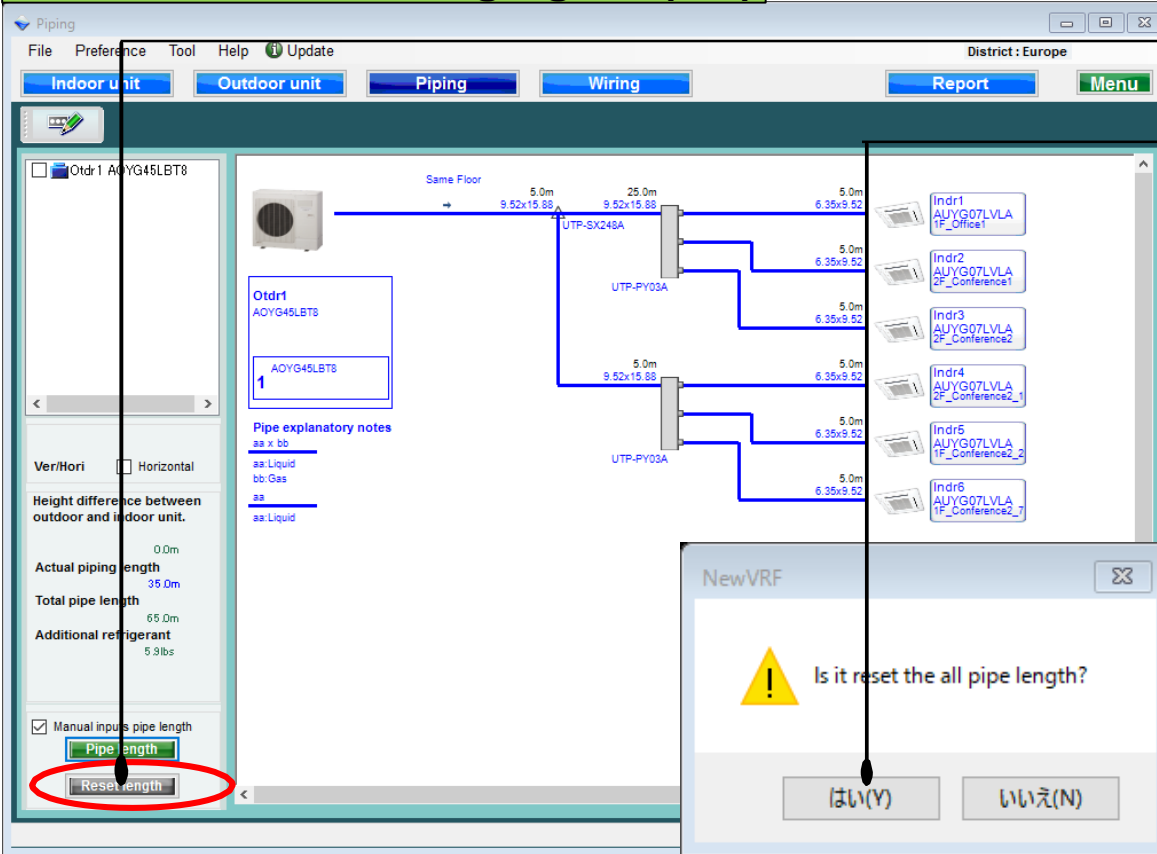 Piping
File Preference Tool Help Update
District : Europe
Indoor unit Outdoor unit Piping Wiring Report Menu
Otdr1 AOYG45LBT8
Ver/Hori Horizontal
Height difference between
outdoor and indoor unit.
0.0m
Actual piping length
35.0m
Total pipe length
65.0m
Additional refrigerant
5.9lbs
Manual inputs pipe length
Pipe length
Reset length
Same Floor
→
5.0m
9.52x15.88
UTP-SX248A
25.0m
9.52x15.88
UTP-PY03A
5.0m
9.52x15.88
UTP-PY03A
Otdr1
AOYG45LBT8
1 AOYG45LBT8
Pipe explanatory notes
aa x bb
aa:Liquid
bb:Gas
aa
aa:Liquid
5.0m
6.35x9.52
Indr1
AUYG07LVLA
1F_Office1
5.0m
6.35x9.52
Indr2
AUYG07LVLA
2F_Conference1
5.0m
6.35x9.52
Indr3
AUYG07LVLA
2F_Conference2
5.0m
6.35x9.52
Indr4
AUYG07LVLA
2F_Conference2_1
5.0m
6.35x9.52
Indr5
AUYG07LVLA
1F_Conference2_2
5.0m
6.35x9.52
Indr6
AUYG07LVLA
1F_Conference2_7
NewVRF
Is it reset the all pipe length?
はい(Y) いいえ(N)